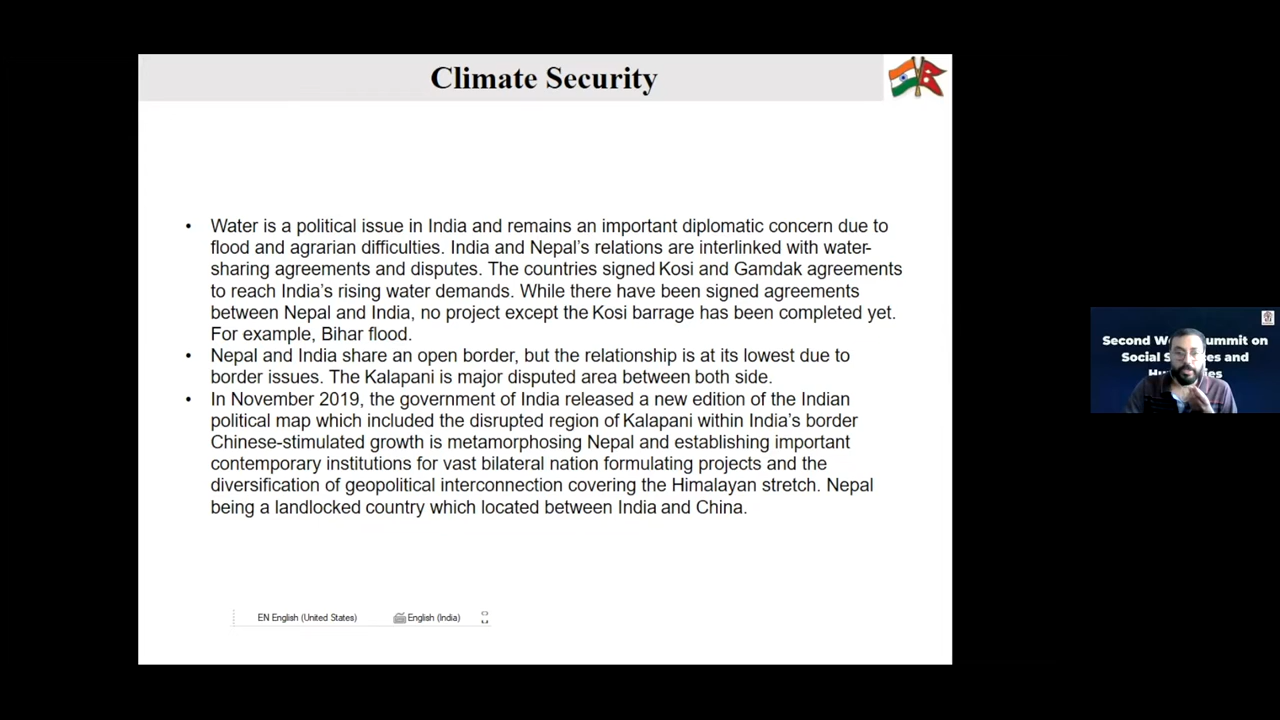 Climate Security
• Water is a political issue in India and remains an important diplomatic concern due to
flood and agrarian difficulties. India and Nepal's relations are interlinked with water-
sharing agreements and disputes. The countries signed Kosi and Gamdak agreements
to reach India's rising water demands. While there have been signed agreements
between Nepal and India, no project except the Kosi barrage has been completed yet.
For example, Bihar flood.
• Nepal and India share an open border, but the relationship is at its lowest due to
border issues. The Kalapani is major disputed area between both side.
• In November 2019, the government of India released a new edition of the Indian
political map which included the disrupted region of Kalapani within India's border
Chinese-stimulated growth is metamorphosing Nepal and establishing important
contemporary institutions for vast bilateral nation formulating projects and the
diversification of geopolitical interconnection covering the Himalayan stretch. Nepal
being a landlocked country which located between India and China.
EN English (United States) English (India)
Second W ummit on
Social S es and
Hu ies